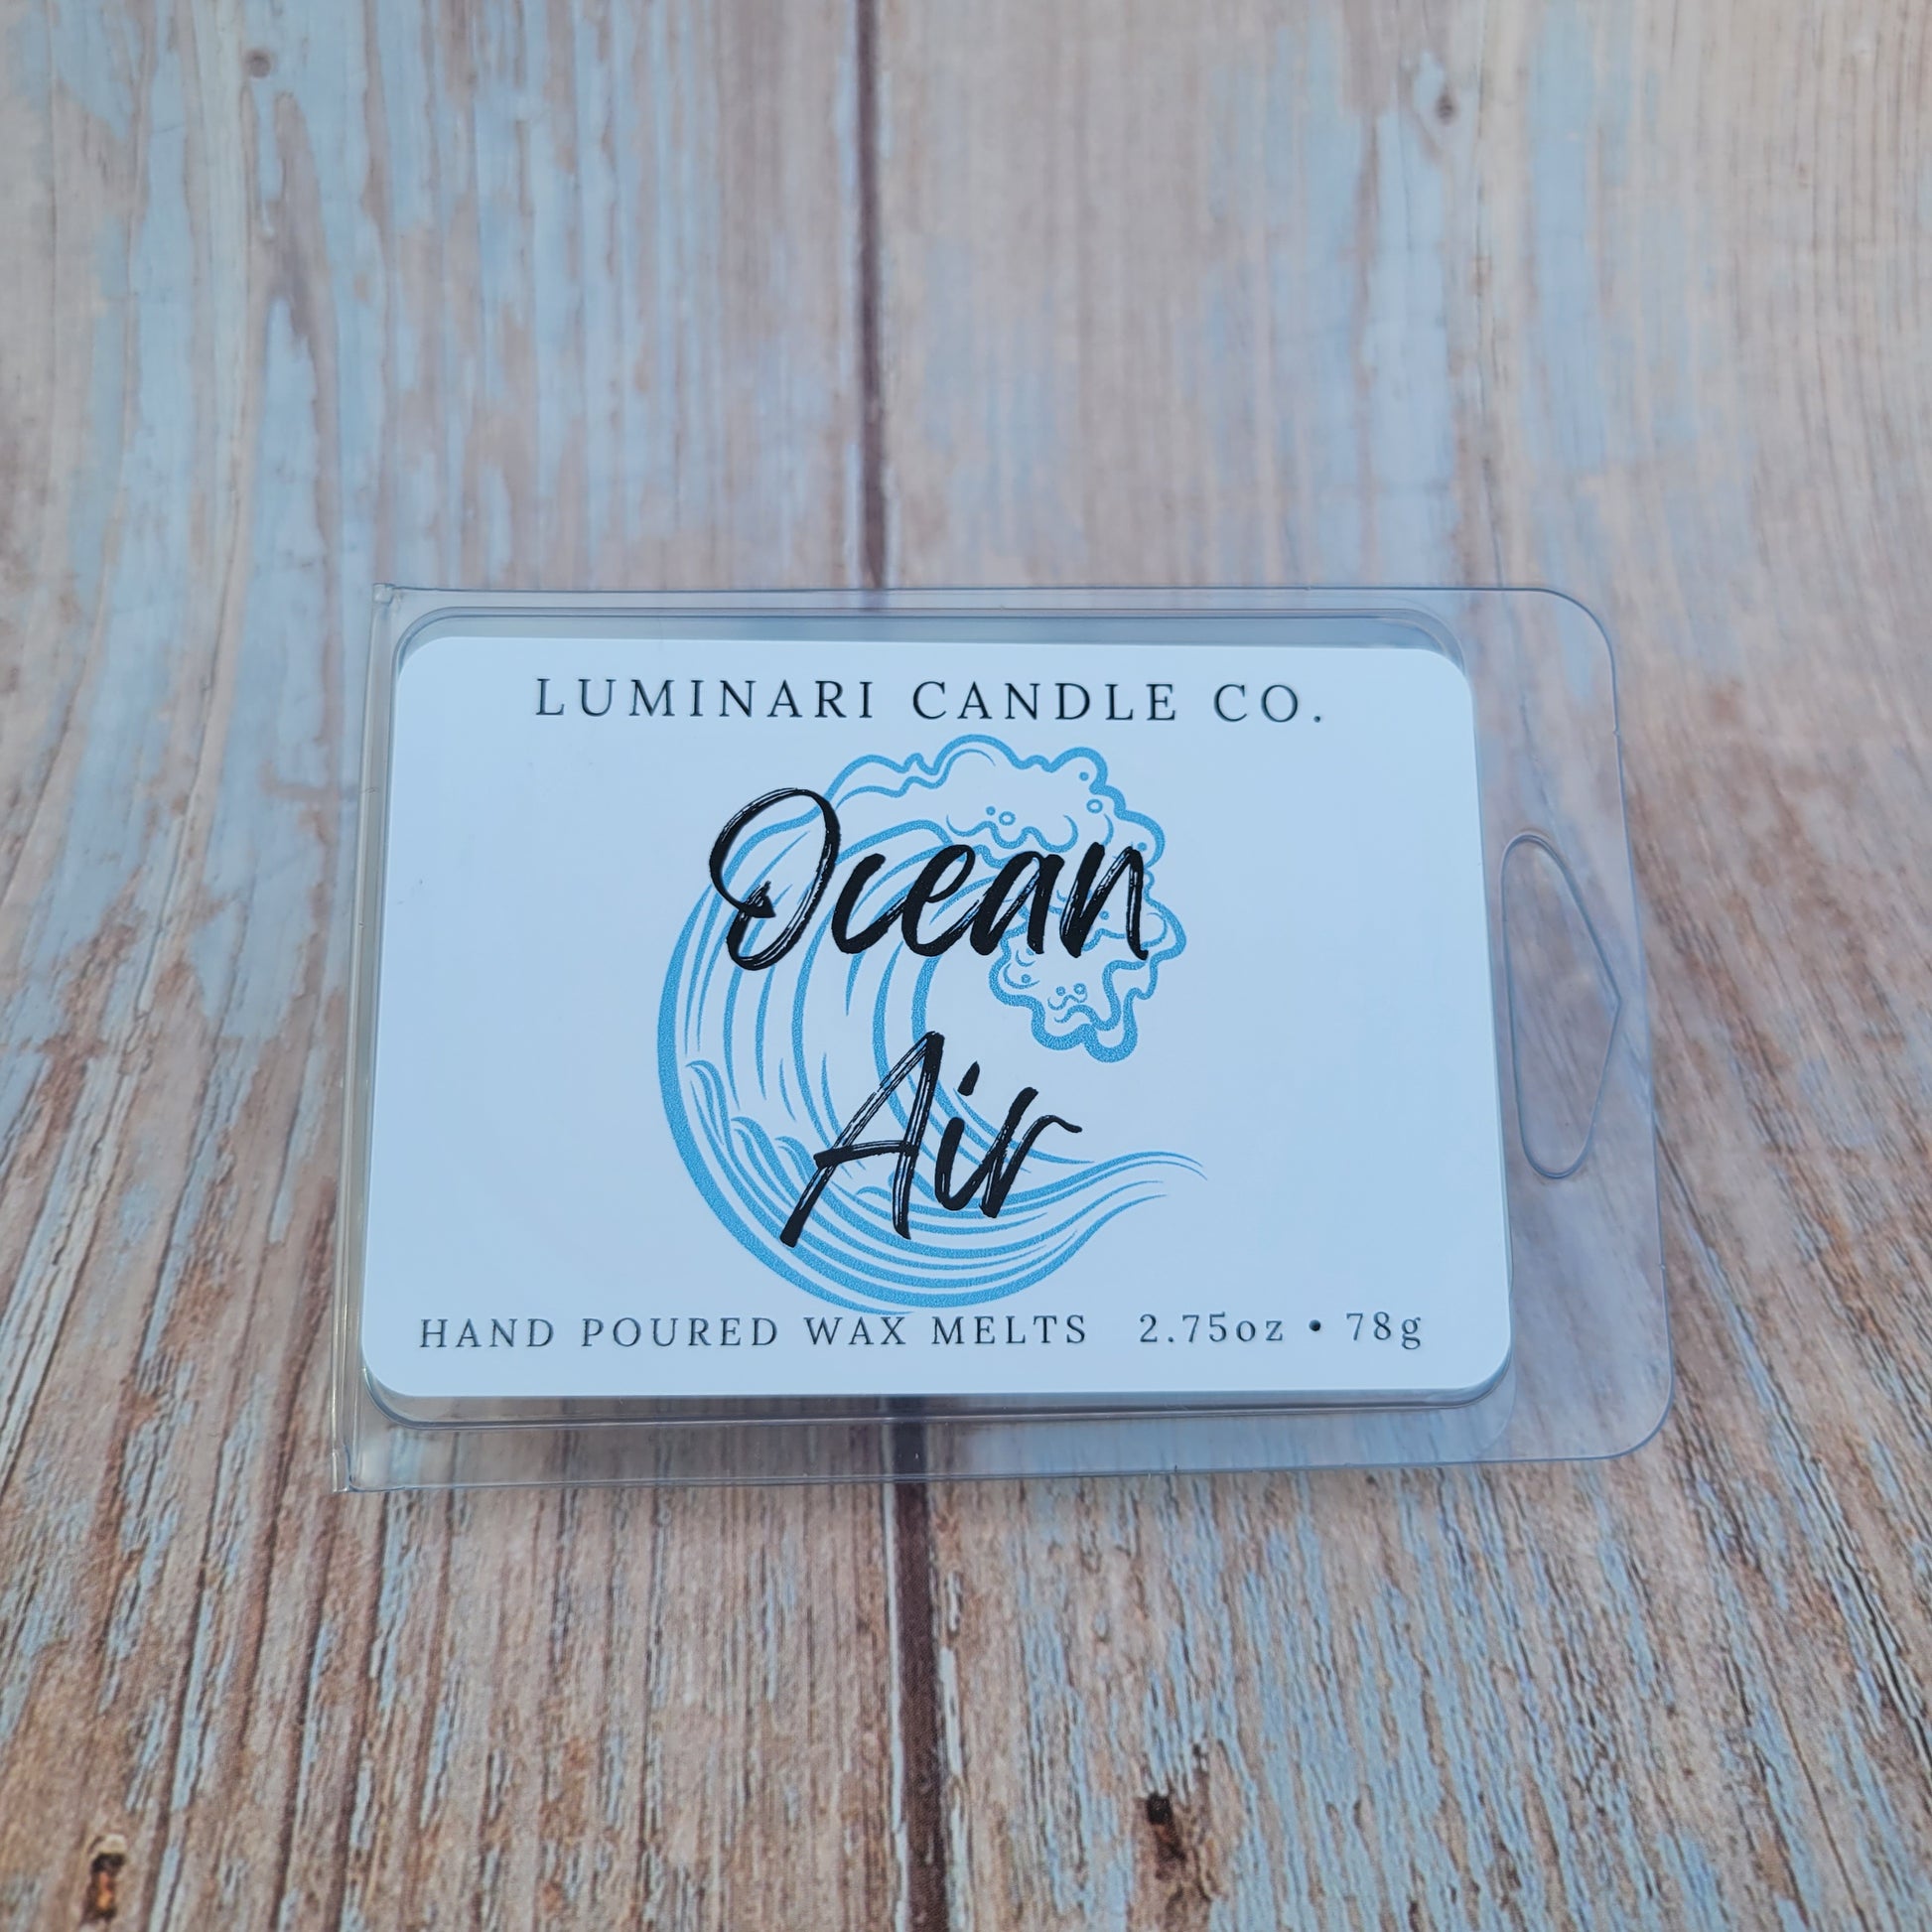 LUMINARI CANDLE CO.
Ocean
Air
HAND POURED WAX MELTS 2.75oz • 78g